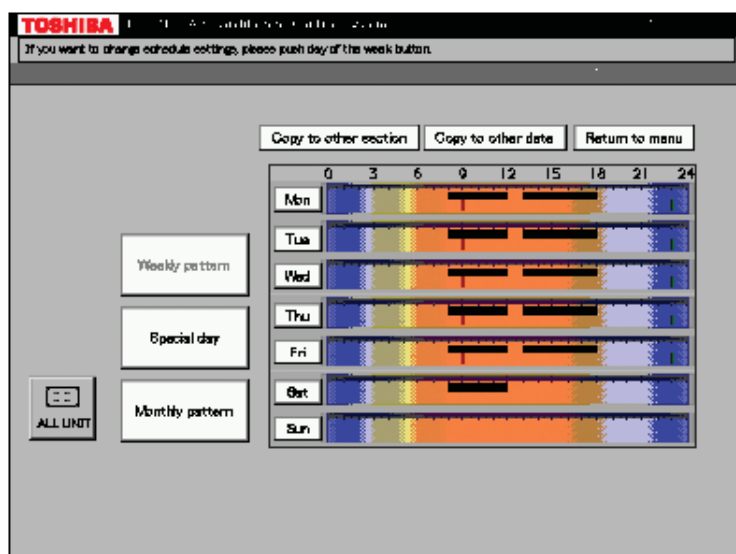 TOSHIBA
If you want to change schedule settings, please push day of the week button.
Copy to other section Copy to other date Return to menu
0 3 6 9 12 15 18 21 24
Mon
Tue
Weekly pattern
Wed
Thu
Special day
Fri
Sat
Monthly pattern
ALL UNIT
Sun